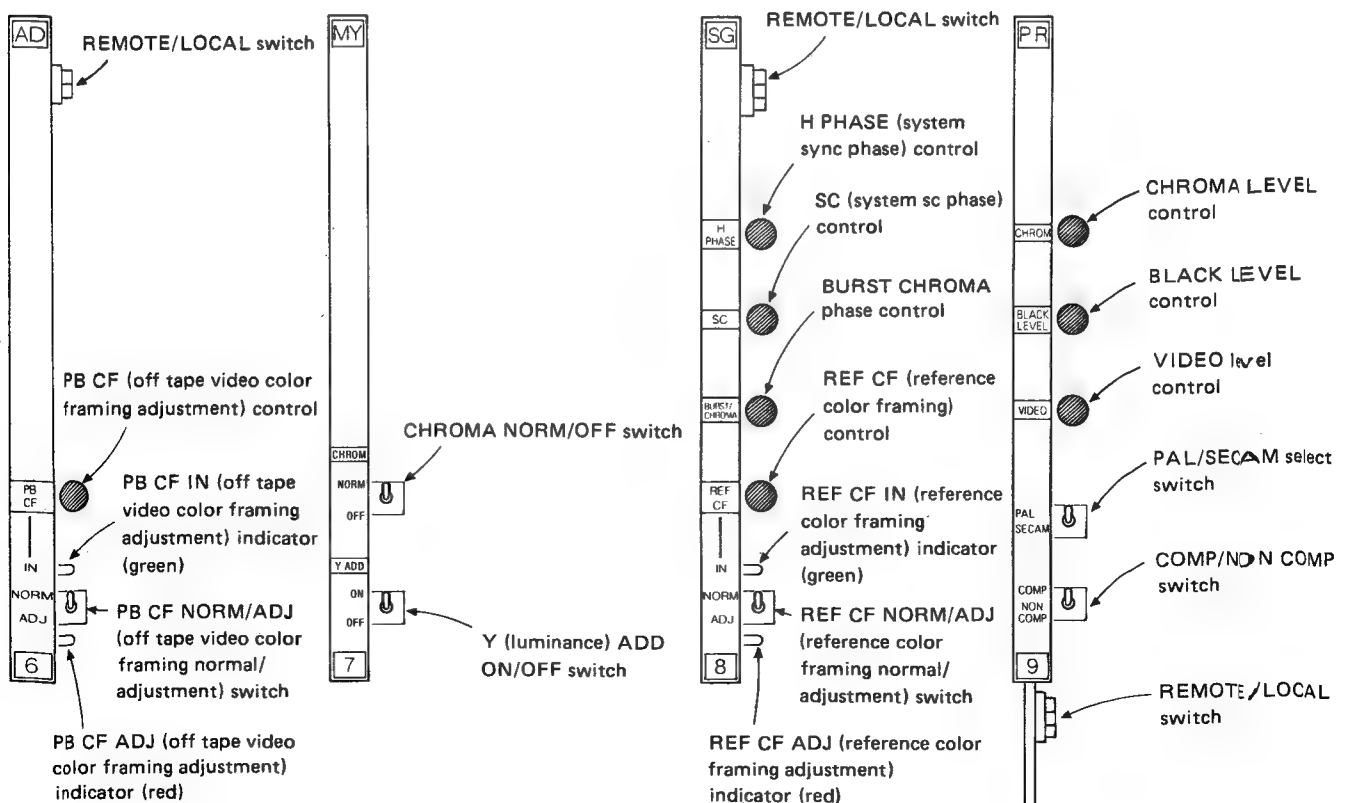 AD
REMOTE/LOCAL switch
PB CF (off tape video color
framing adjustment) control
PB
CF
PB CF IN (off tape
video color framing
adjustment) indicator
(green)
IN
NORM
ADJ
PB CF NORM/ADJ
(off tape video color
framing normal/
adjustment) switch
6
PB CF ADJ (off tape video
color framing adjustment)
indicator (red)
MY
CHROMA NORM/OFF switch
CHROM
NORM
OFF
Y ADD
ON
OFF
Y (luminance) ADD
ON/OFF switch
7
SG
REMOTE/LOCAL switch
H PHASE (system
sync phase) control
H
PHASE
SC (system sc phase)
control
SC
BURST CHROMA
phase control
BURST/
CHROMA
REF CF (reference
color framing)
control
REF
CF
REF CF IN (reference
color framing
adjustment) indicator
(green)
IN
NORM
ADJ
REF CF NORM/ADJ
(reference color
framing normal/
adjustment) switch
8
REF CF ADJ (reference color
framing adjustment)
indicator (red)
PR
CHROMA LEVEL
control
CHROM
BLACK LEVEL
control
BLACK
LEVEL
VIDEO level
control
VIDEO
PAL/SECAM select
switch
PAL
SECAM
COMP/NON COMP
switch
COMP
NON
COMP
9
REMOTE/LOCAL
switch